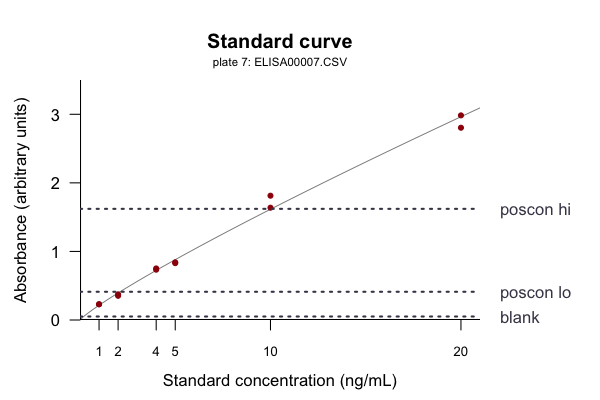 Standard curve
plate 7: ELISA00007.CSV
Absorbance (arbitrary units)
3
2
1
0
poscon hi
poscon lo
blank
1 2 4 5 10 20
Standard concentration (ng/mL)